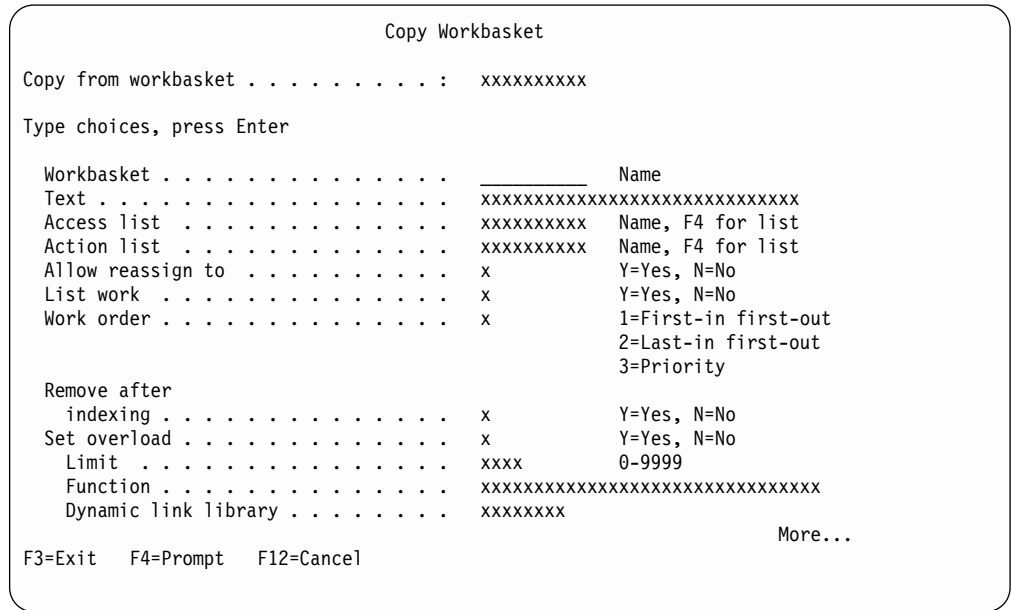 Copy Workbasket
Copy from workbasket . . . . . . . . . : xxxxxxxxxx
Type choices, press Enter
Workbasket . . . . . . . . . . . . . . __________ Name
Text . . . . . . . . . . . . . . . . . xxxxxxxxxxxxxxxxxxxxxxxxxxxxxx
Access list . . . . . . . . . . . . . xxxxxxxxxx Name, F4 for list
Action list . . . . . . . . . . . . . xxxxxxxxxx Name, F4 for list
Allow reassign to . . . . . . . . . . x Y=Yes, N=No
List work . . . . . . . . . . . . . . x Y=Yes, N=No
Work order . . . . . . . . . . . . . . x 1=First-in first-out
2=Last-in first-out
3=Priority
Remove after
indexing . . . . . . . . . . . . . . x Y=Yes, N=No
Set overload . . . . . . . . . . . . . x Y=Yes, N=No
Limit . . . . . . . . . . . . . . . xxxx 0-9999
Function . . . . . . . . . . . . . . xxxxxxxxxxxxxxxxxxxxxxxxxxxxxxxx
Dynamic link library . . . . . . . . xxxxxxxx
More...
F3=Exit F4=Prompt F12=Cancel